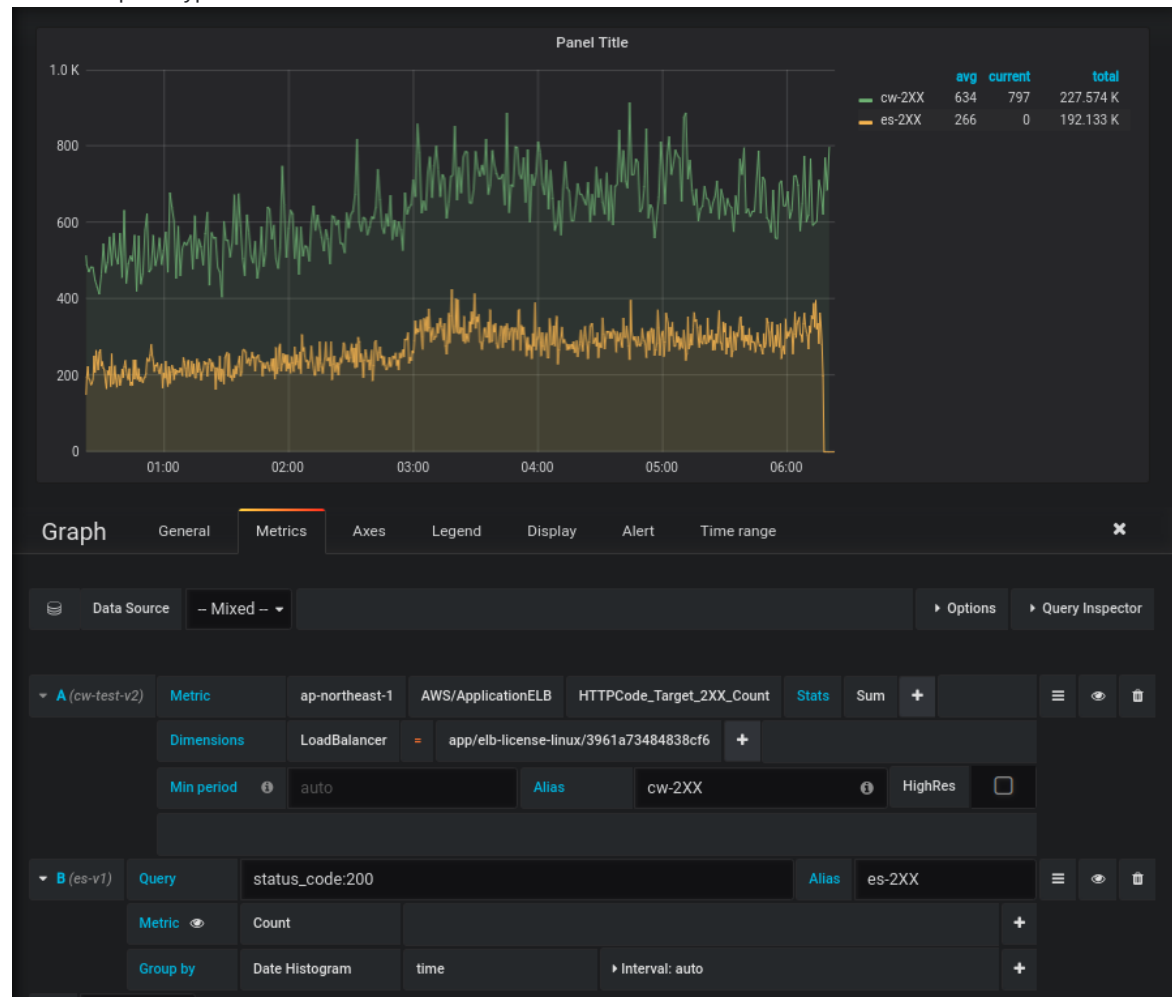 Panel Title
1.0 K
800
600
400
200
0
01:00 02:00 03:00 04:00 05:00 06:00
avg current total
cw-2XX 634 797 227.574 K
es-2XX 266 0 192.133 K
Graph General Metrics Axes Legend Display Alert Time range
Data Source -- Mixed -- Options Query Inspector
A (cw-test-v2) Metric ap-northeast-1 AWS/ApplicationELB HTTPCode_Target_2XX_Count Stats Sum +
Dimensions LoadBalancer = app/elb-license-linux/3961a73484838cf6 +
Min period auto Alias cw-2XX HighRes
B (es-v1) Query status_code:200 Alias es-2XX
Metric Count +
Group by Date Histogram time Interval: auto +